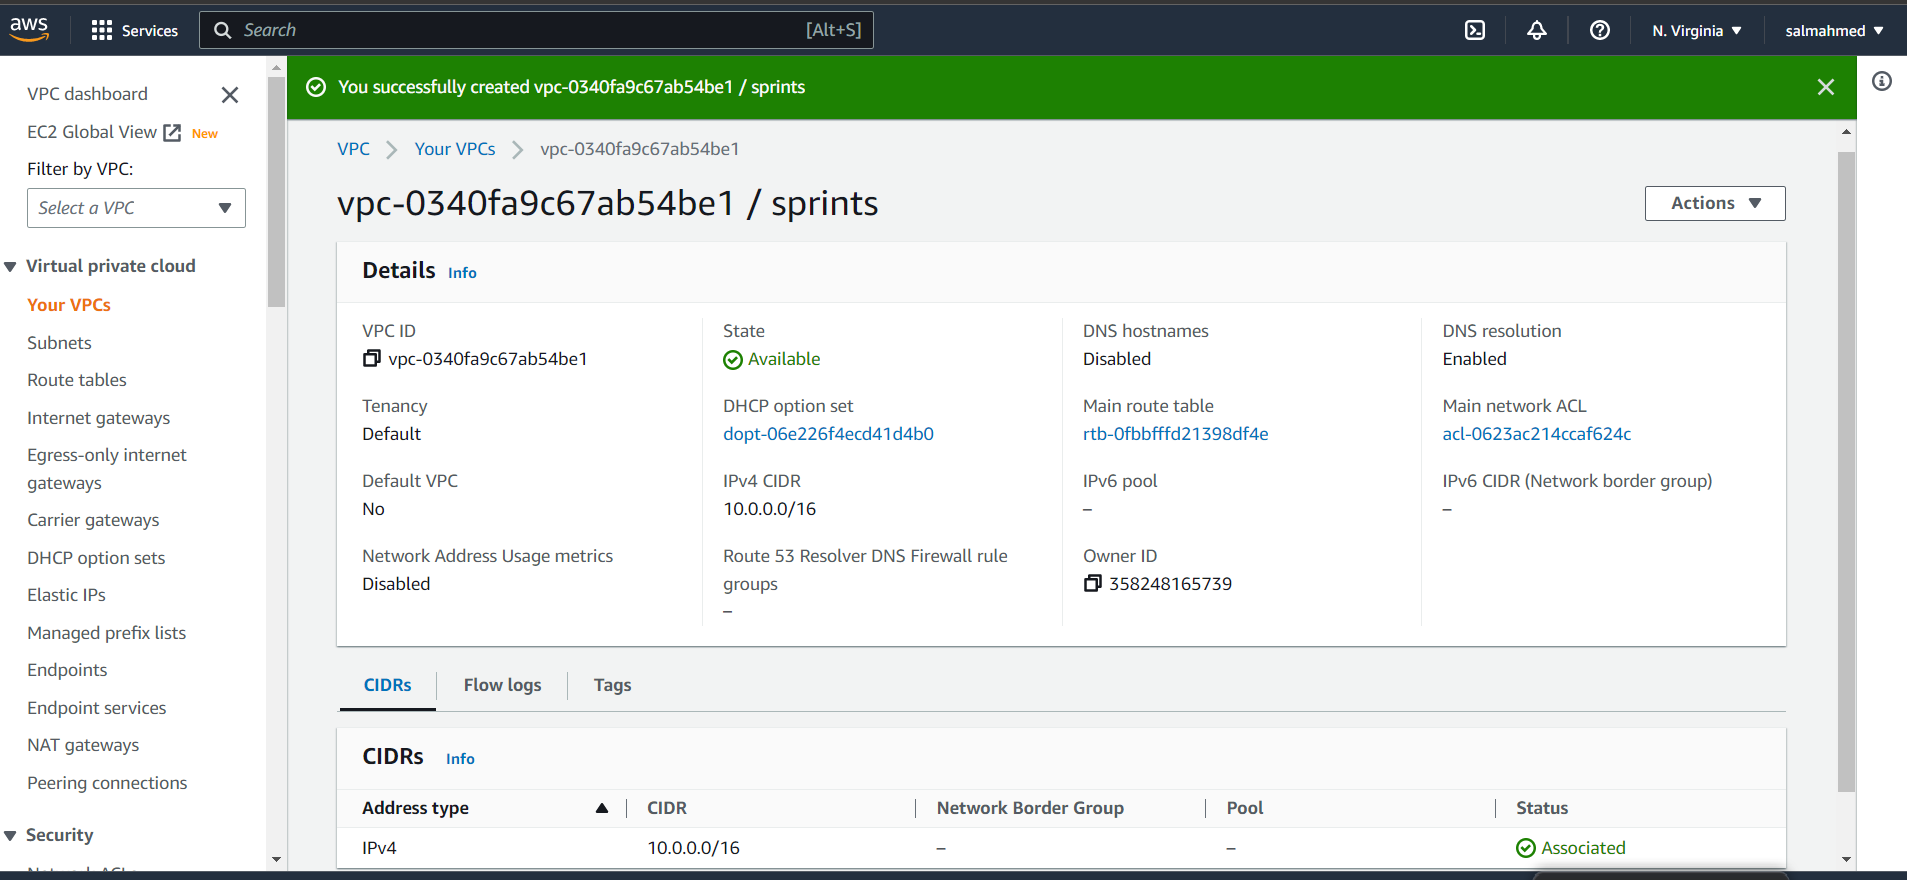 aws Services Search [Alt+S] N. Virginia salmahmed
VPC dashboard
EC2 Global View New
Filter by VPC:
Select a VPC
Virtual private cloud
Your VPCs
Subnets
Route tables
Internet gateways
Egress-only internet
gateways
Carrier gateways
DHCP option sets
Elastic IPs
Managed prefix lists
Endpoints
Endpoint services
NAT gateways
Peering connections
Security
You successfully created vpc-0340fa9c67ab54be1 / sprints
VPC Your VPCs vpc-0340fa9c67ab54be1
vpc-0340fa9c67ab54be1 / sprints
Actions
Details Info
VPC ID
vpc-0340fa9c67ab54be1
State
Available
DNS hostnames
Disabled
DNS resolution
Enabled
Tenancy
Default
DHCP option set
dopt-06e226f4ecd41d4b0
Main route table
rtb-0fbbfffd21398df4e
Main network ACL
acl-0623ac214ccaf624c
Default VPC
No
IPv4 CIDR
10.0.0.0/16
IPv6 pool
–
IPv6 CIDR (Network border group)
–
Network Address Usage metrics
Disabled
Route 53 Resolver DNS Firewall rule
groups
–
Owner ID
358248165739
CIDRs Flow logs Tags
CIDRs Info
Address type CIDR Network Border Group Pool Status
IPv4 10.0.0.0/16 – – Associated